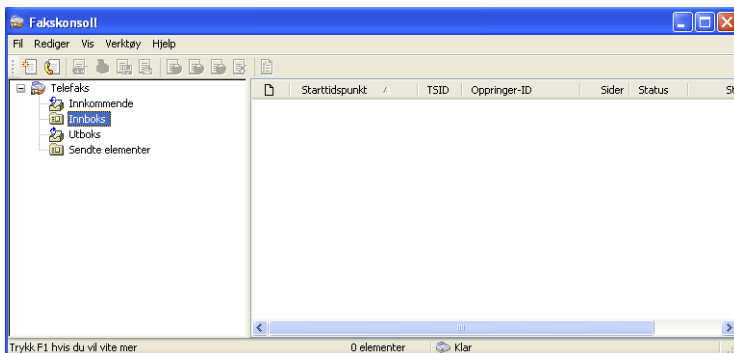 Fakskonsoll
Fil Rediger Vis Verktøy Hjelp
Telefaks
Innkommende
Innboks
Utboks
Sendte elementer
Starttidspunkt TSID Oppringer-ID Sider Status St
Trykk F1 hvis du vil vite mer 0 elementer Klar